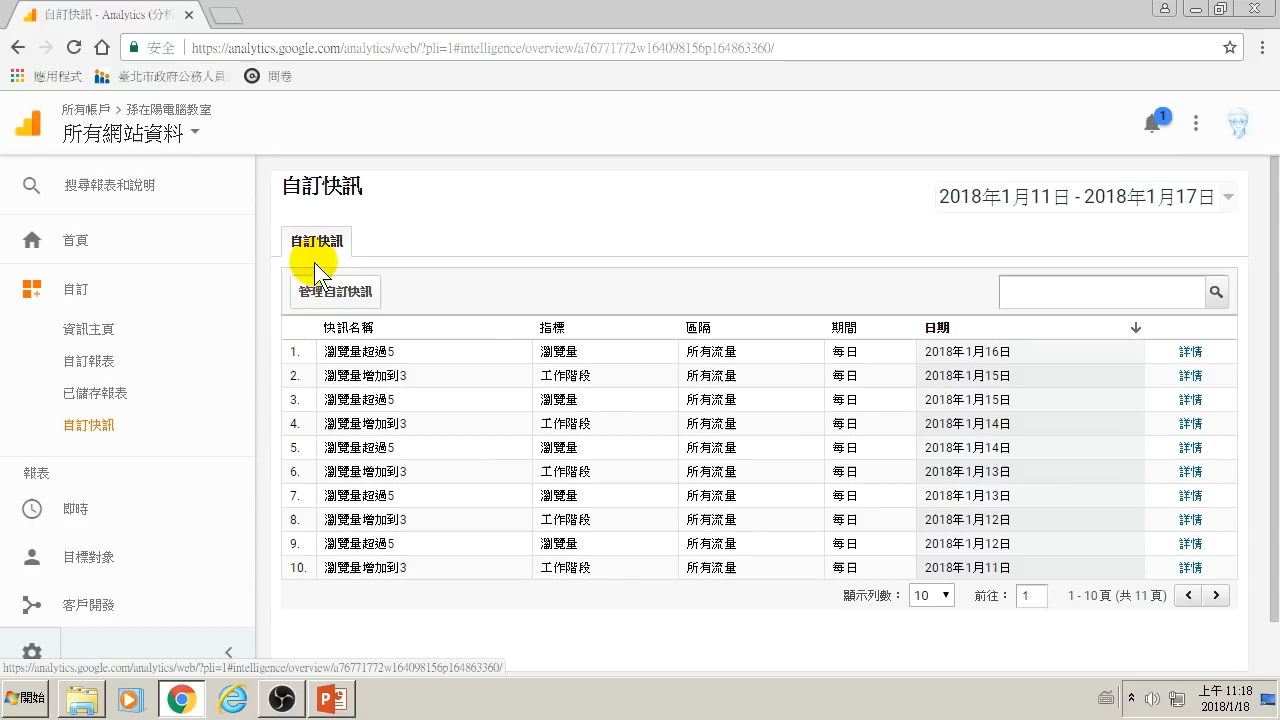 自訂快訊 - Analytics (分析
安全 https://analytics.google.com/analytics/web/?pli=1#intelligence/overview/a76771772w164098156p164863360/
應用程式 臺北市政府公務人員 問卷
所有帳戶 > 孫在陽電腦教室
所有網站資料
1
搜尋報表和說明
首頁
自訂
資訊主頁
自訂報表
已儲存報表
自訂快訊
報表
即時
目標對象
客戶開發
自訂快訊
2018年1月11日 - 2018年1月17日
自訂快訊
管理自訂快訊
快訊名稱 指標 區隔 期間 日期
1. 瀏覽量超過5 瀏覽量 所有流量 每日 2018年1月16日 詳情
2. 瀏覽量增加到3 工作階段 所有流量 每日 2018年1月15日 詳情
3. 瀏覽量超過5 瀏覽量 所有流量 每日 2018年1月15日 詳情
4. 瀏覽量增加到3 工作階段 所有流量 每日 2018年1月14日 詳情
5. 瀏覽量超過5 瀏覽量 所有流量 每日 2018年1月14日 詳情
6. 瀏覽量增加到3 工作階段 所有流量 每日 2018年1月13日 詳情
7. 瀏覽量超過5 瀏覽量 所有流量 每日 2018年1月13日 詳情
8. 瀏覽量增加到3 工作階段 所有流量 每日 2018年1月12日 詳情
9. 瀏覽量超過5 瀏覽量 所有流量 每日 2018年1月12日 詳情
10. 瀏覽量增加到3 工作階段 所有流量 每日 2018年1月11日 詳情
顯示列數： 10 前往： 1 1 - 10 頁 (共 11 頁)
https://analytics.google.com/analytics/web/?pli=1#intelligence/overview/a76771772w164098156p164863360/
開始
上午 11:18
2018/1/18